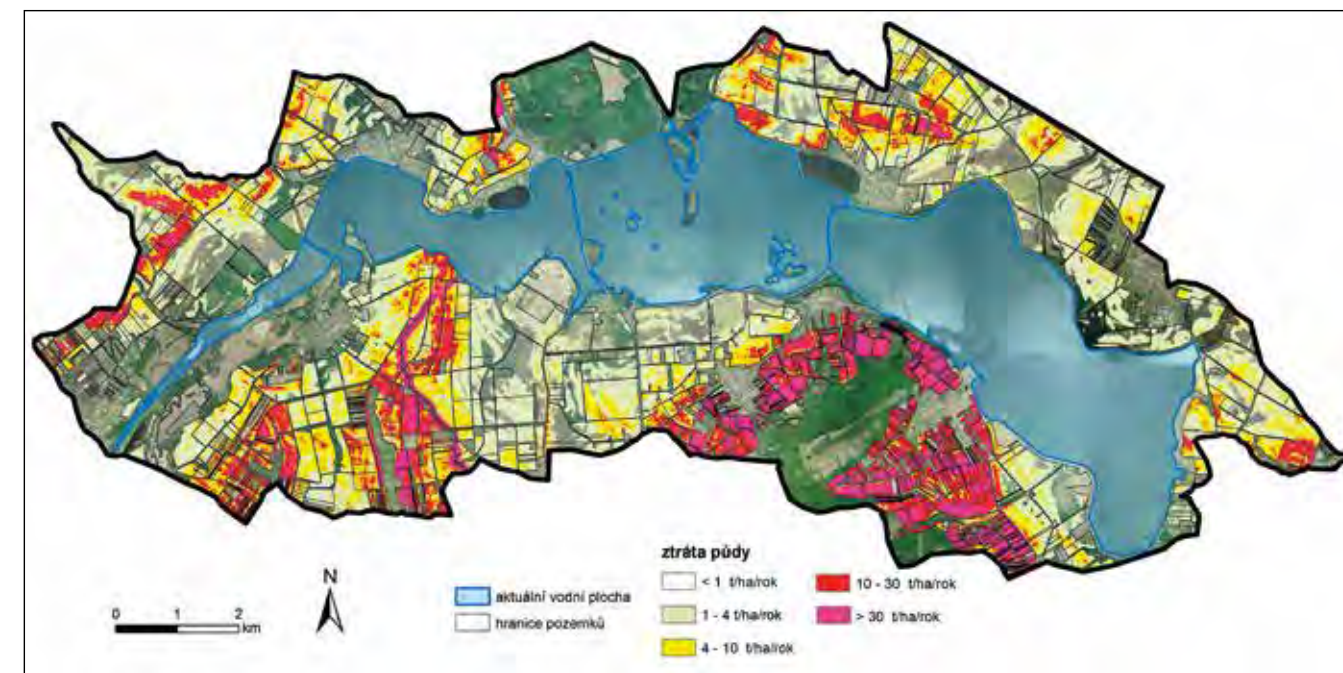 ztráta půdy
N
aktuální vodní plocha
hranice pozemků
< 1 t/ha/rok
1 - 4 t/ha/rok
4 - 10 t/ha/rok
10 - 30 t/ha/rok
> 30 t/ha/rok
0 1 2
km